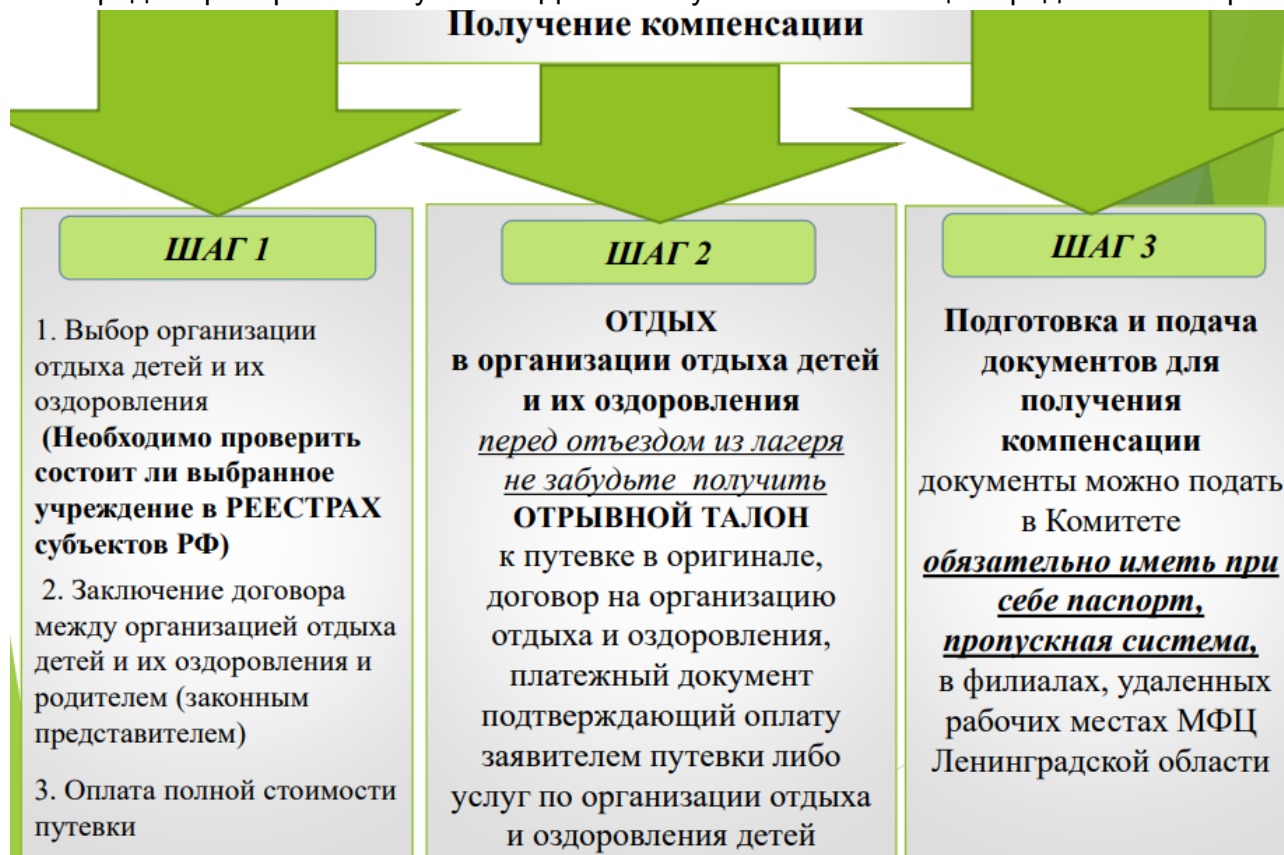 Получение компенсации
ШАГ 1
1. Выбор организации
отдыха детей и их
оздоровления
(Необходимо проверить
состоит ли выбранное
учреждение в РЕЕСТРАХ
субъектов РФ)
2. Заключение договора
между организацией отдыха
детей и их оздоровления и
родителем (законным
представителем)
3. Оплата полной стоимости
путевки
ШАГ 2
ОТДЫХ
в организации отдыха детей
и их оздоровления
перед отъездом из лагеря
не забудьте получить
ОТРЫВНОЙ ТАЛОН
к путевке в оригинале,
договор на организацию
отдыха и оздоровления,
платежный документ
подтверждающий оплату
заявителем путевки либо
услуг по организации отдыха
и оздоровления детей
ШАГ 3
Подготовка и подача
документов для
получения
компенсации
документы можно подать
в Комитете
обязательно иметь при
себе паспорт,
пропускная система,
в филиалах, удаленных
рабочих местах МФЦ
Ленинградской области